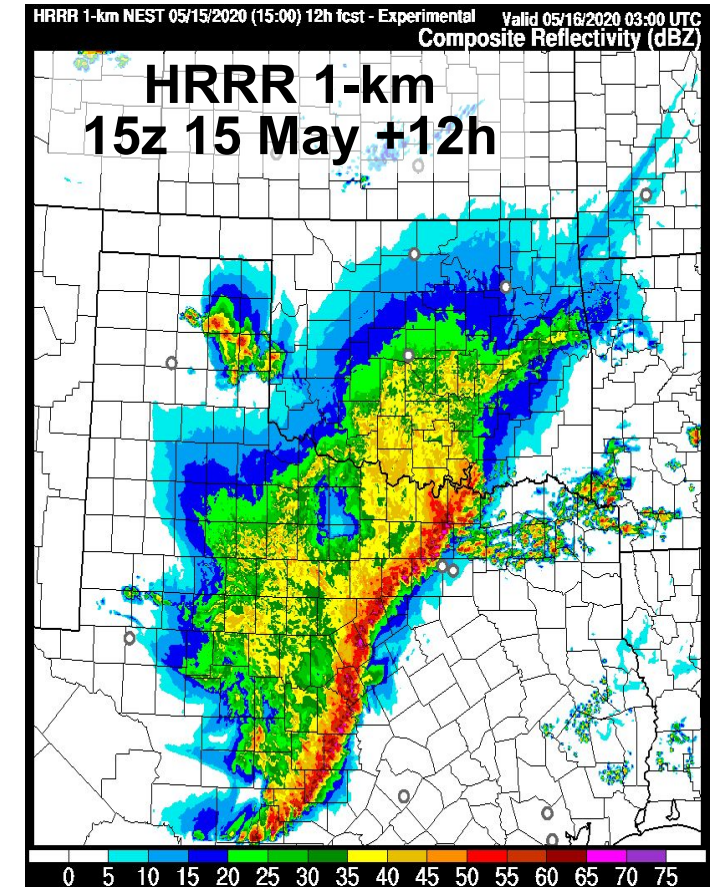 HRRR 1-km NEST 05/15/2020 (15:00) 12h fcst - Experimental Valid 05/16/2020 03:00 UTC
Composite Reflectivity (dBZ)
HRRR 1-km
15z 15 May +12h
0 5 10 15 20 25 30 35 40 45 50 55 60 65 70 75